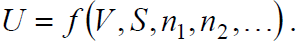 U = f(V, S, n₁, n₂, …).